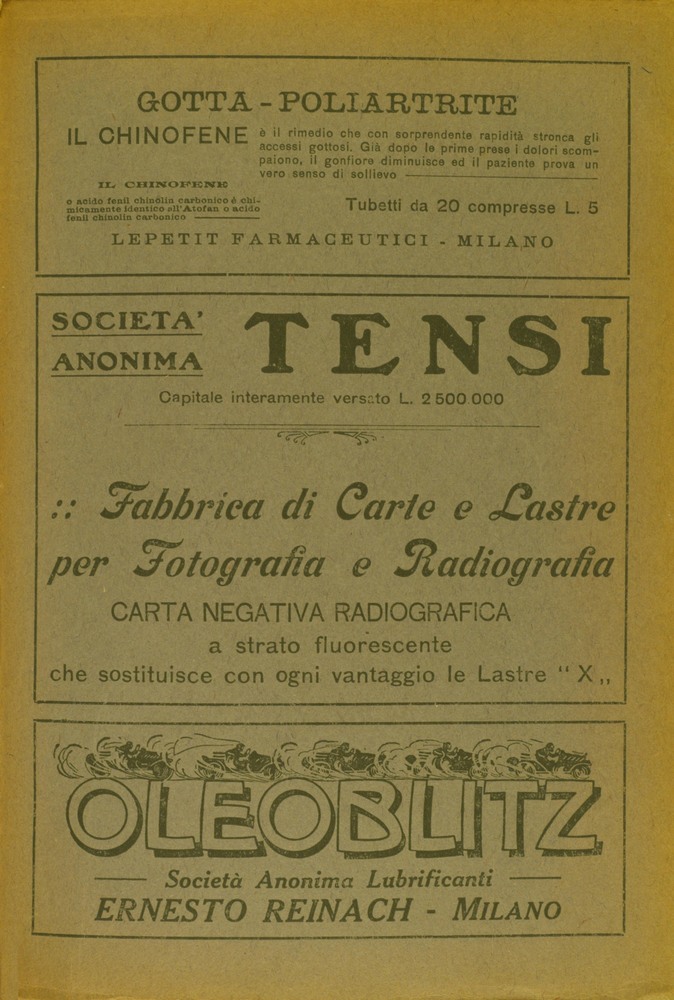 GOTTA - POLIARTRITE
IL CHINOFENE è il rimedio che con sorprendente rapidità stronca gli
accessi gottosi. Già dopo le prime prese i dolori scom-
paiono, il gonfiore diminuisce ed il paziente prova un
vero senso di sollievo
IL CHINOFENE
o acido fenil chinolin carbonico è chi-
micamente identico all'Atofan o acido
fenil chinolin carbonico
Tubetti da 20 compresse L. 5
LEPETIT FARMACEUTICI - MILANO
SOCIETA' ANONIMA TENSI
Capitale interamente versato L. 2 500 000
:: Fabbrica di Carte e Lastre
per Fotografia e Radiografia
CARTA NEGATIVA RADIOGRAFICA
a strato fluorescente
che sostituisce con ogni vantaggio le Lastre “ X „
OLEOBLITZ
Società Anonima Lubrificanti
ERNESTO REINACH - MILANO